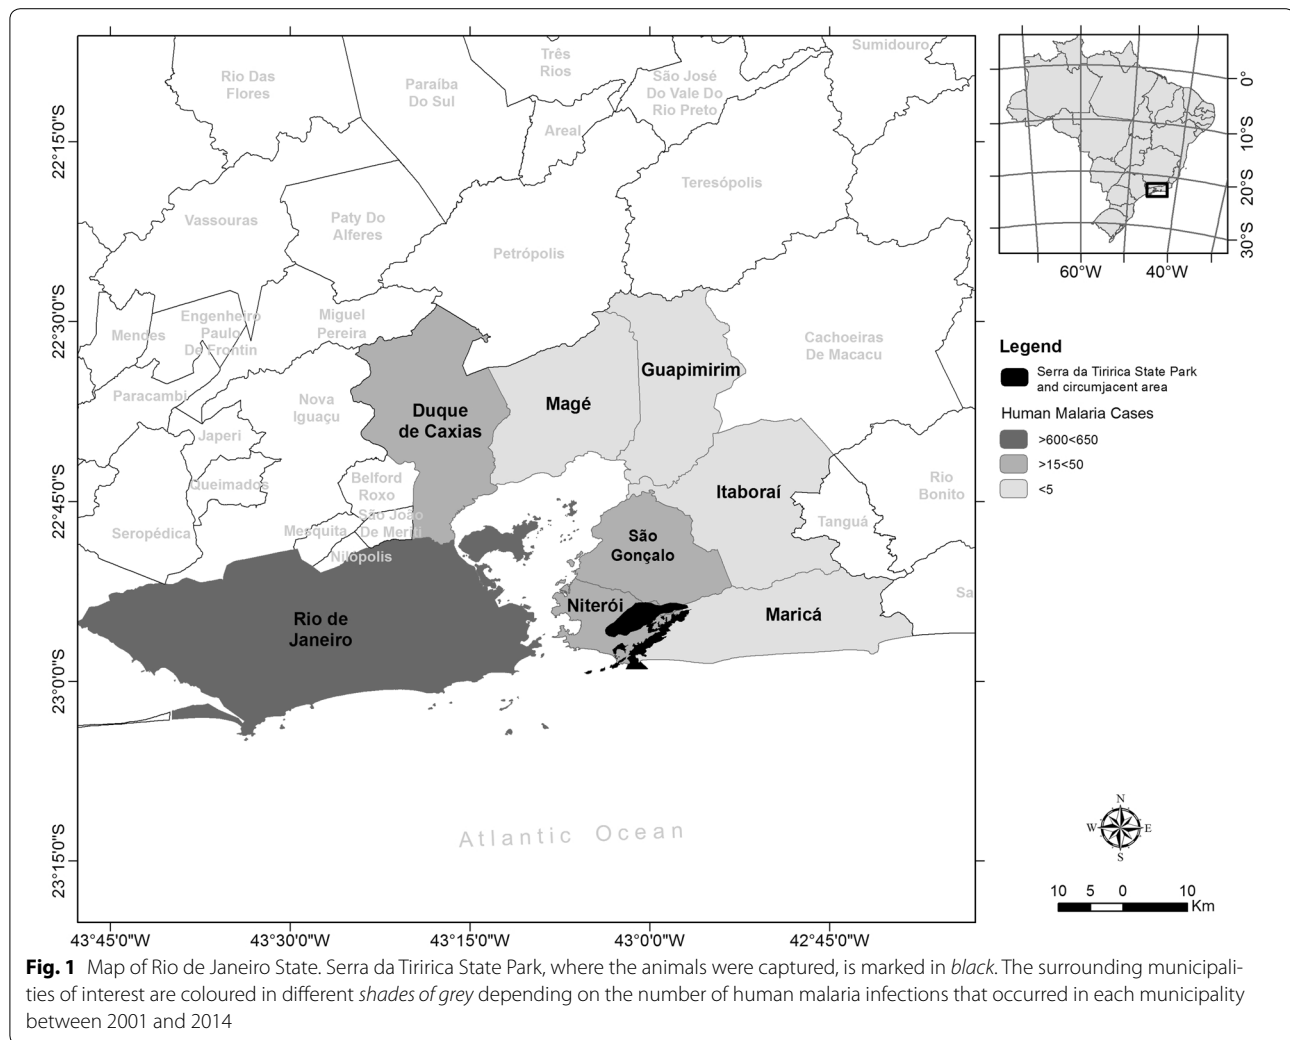 Rio Das
Flores
Paraíba
Do Sul
Três
Rios
São José
Do Vale Do
Rio Preto
Sumidouro
Areal
Teresópolis
Vassouras
Paty Do
Alferes
Petrópolis
Mendes
Engenheiro
Paulo
De Frontin
Miguel
Pereira
Cachoeiras
De Macacu
Guapimirim
Magé
Duque
de Caxias
Paracambi
Nova
Iguaçu
Japeri
Queimados
Belford
Roxo
Itaboraí
Rio
Bonito
Seropédica
Mesquita
São João
De Meriti
Nilópolis
Tanguá
São
Gonçalo
Niterói
Maricá
Sa
Rio de
Janeiro
Atlantic Ocean
22°15'0"S
22°30'0"S
22°45'0"S
23°0'0"S
23°15'0"S
43°45'0"W
43°30'0"W
43°15'0"W
43°0'0"W
42°45'0"W
0°
10°S
20°S
30°S
60°W
40°W
Legend
Serra da Tiririca State Park
and circumjacent area
Human Malaria Cases
>600<650
>15<50
<5
N
W
E
S
10 5 0 10
Km
Fig. 1 Map of Rio de Janeiro State. Serra da Tiririca State Park, where the animals were captured, is marked in black. The surrounding municipali-
ties of interest are coloured in different shades of grey depending on the number of human malaria infections that occurred in each municipality
between 2001 and 2014